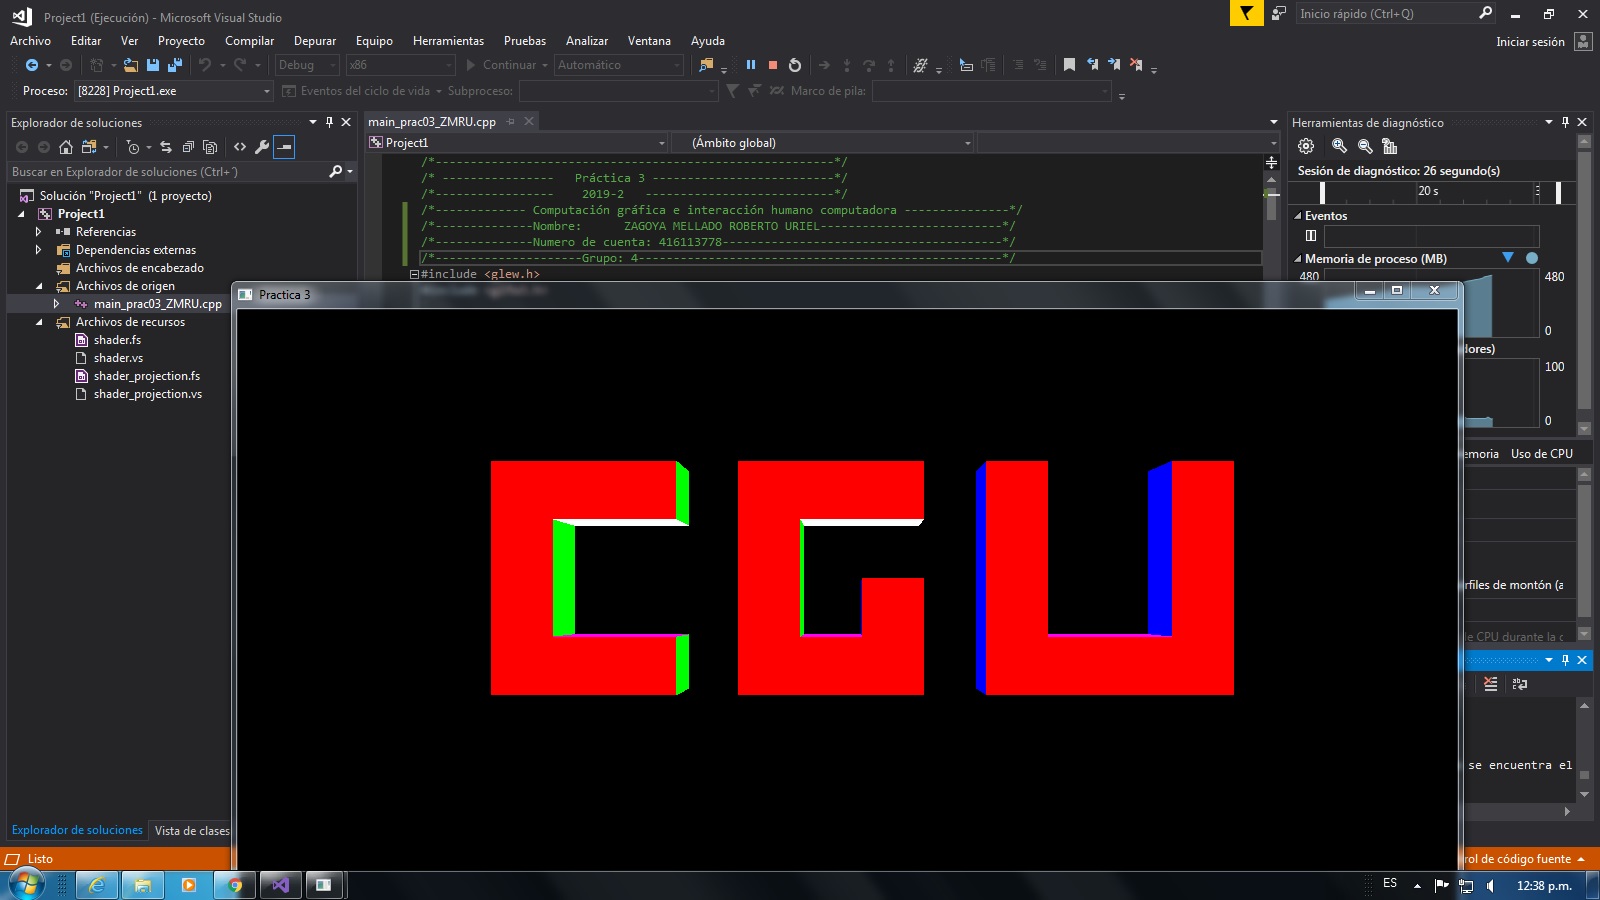 Project1 (Ejecución) - Microsoft Visual Studio
Inicio rápido (Ctrl+Q)
Archivo Editar Ver Proyecto Compilar Depurar Equipo Herramientas Pruebas Analizar Ventana Ayuda
Iniciar sesión
Debug x86 Continuar Automático
Proceso: [8228] Project1.exe Eventos del ciclo de vida Subproceso: Marco de pila:
Explorador de soluciones
Buscar en Explorador de soluciones (Ctrl+´)
Solución "Project1" (1 proyecto)
Project1
Referencias
Dependencias externas
Archivos de encabezado
Archivos de origen
main_prac03_ZMRU.cpp
Archivos de recursos
shader.fs
shader.vs
shader_projection.fs
shader_projection.vs
Explorador de soluciones Vista de clases
main_prac03_ZMRU.cpp
Project1 (Ámbito global)
/*---------------------------------------------------------*/
/* ---------------- Práctica 3 --------------------------*/
/*---------------- 2019-2 ---------------------------*/
/*------------- Computación gráfica e interacción humano computadora ---------------*/
/*--------------Nombre: ZAGOYA MELLADO ROBERTO URIEL--------------------------*/
/*--------------Numero de cuenta: 416113778----------------------------------------*/
/*---------------------Grupo: 4----------------------------------------------------*/
#include <glew.h>
Practica 3
CGU
Herramientas de diagnóstico
Sesión de diagnóstico: 26 segundo(s)
20 s
Eventos
Memoria de proceso (MB)
480 480
0
dores)
100
0
emoria Uso de CPU
rfiles de montón (a
de CPU durante la c
se encuentra el
Listo
rol de código fuente
ES 12:38 p.m.